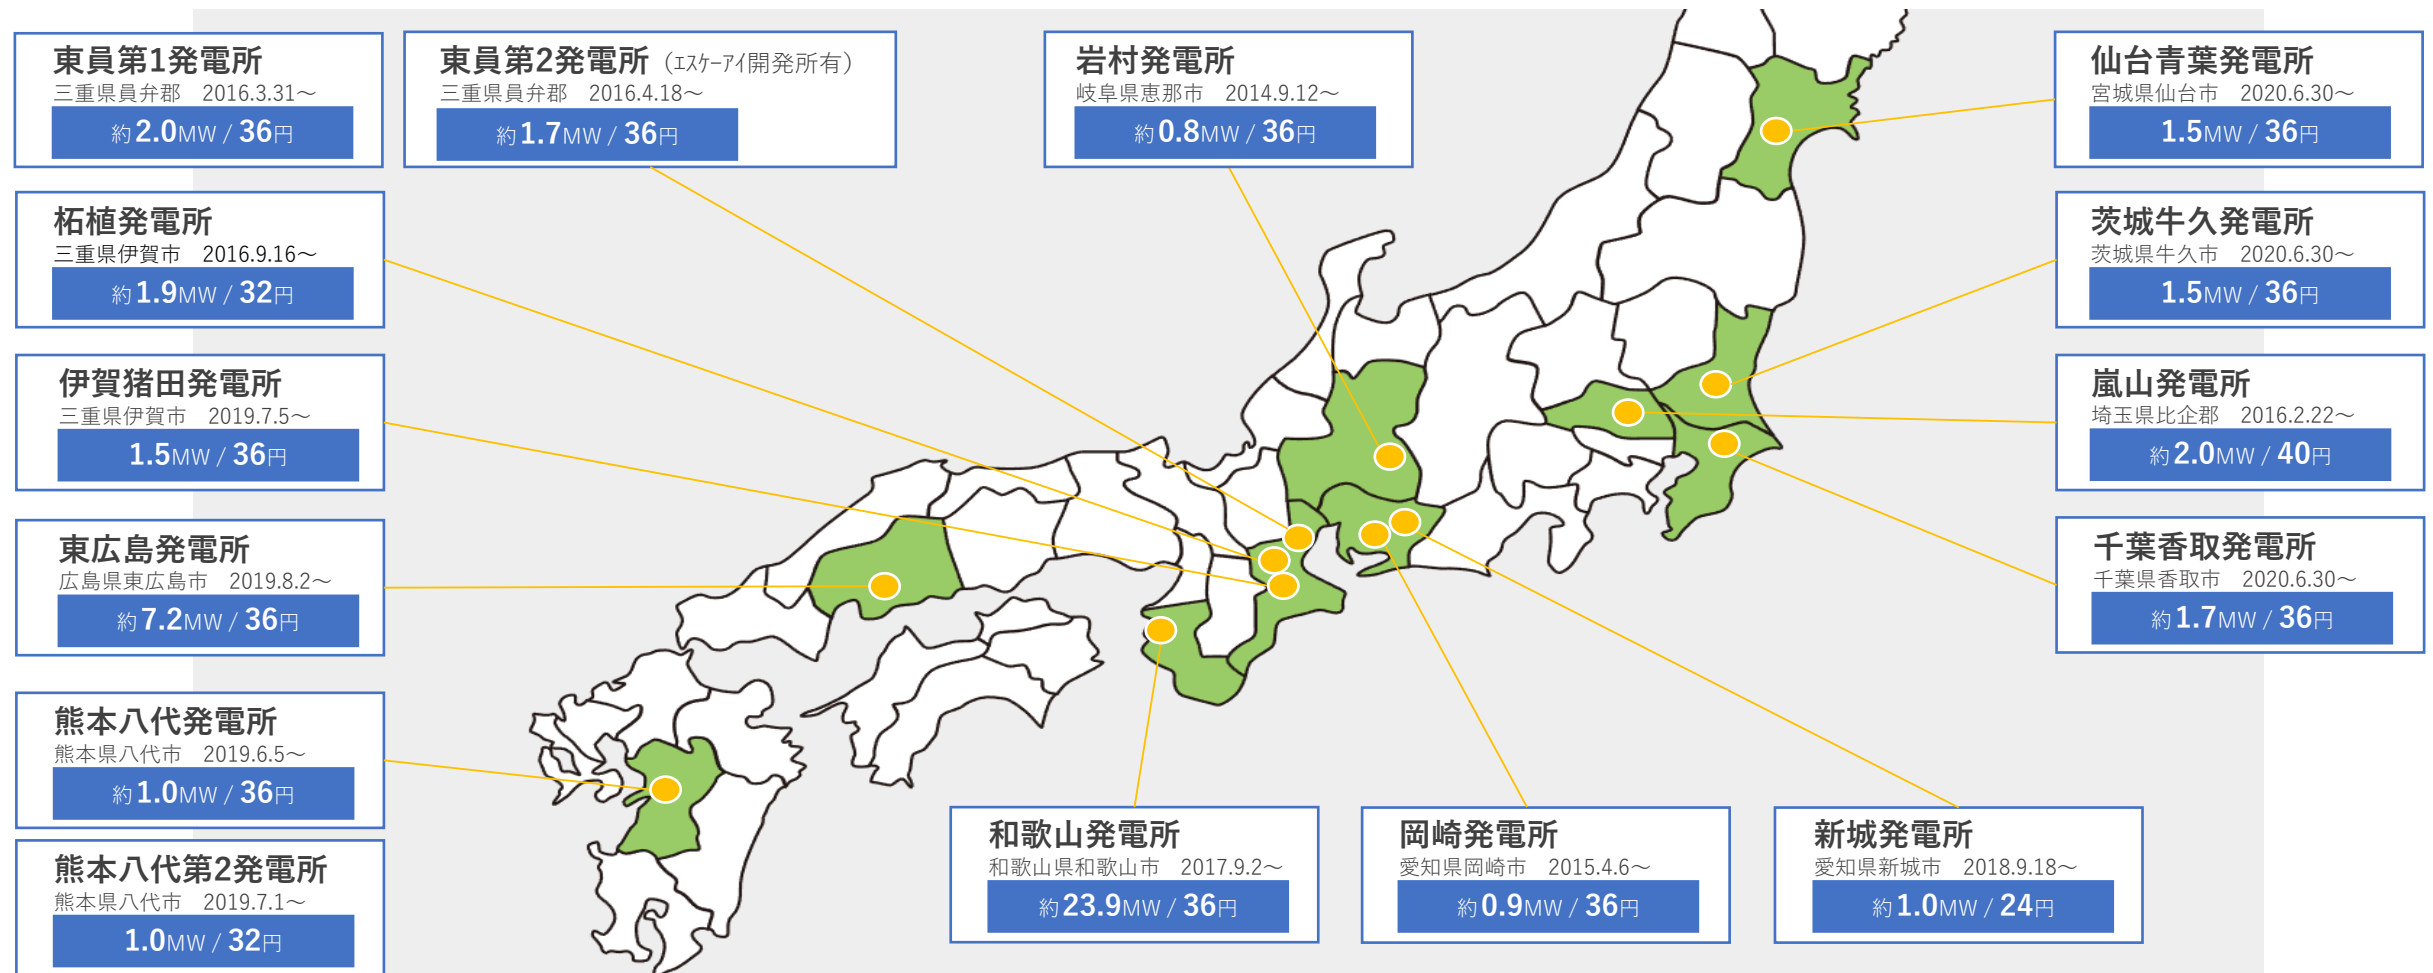 東員第1発電所
三重県員弁郡　2016.3.31～
約2.0MW / 36円
東員第2発電所（ｴｽｹｰｱｲ開発所有）
三重県員弁郡　2016.4.18～
約1.7MW / 36円
岩村発電所
岐阜県恵那市　2014.9.12～
約0.8MW / 36円
仙台青葉発電所
宮城県仙台市　2020.6.30～
1.5MW / 36円
柘植発電所
三重県伊賀市　2016.9.16～
約1.9MW / 32円
茨城牛久発電所
茨城県牛久市　2020.6.30～
1.5MW / 36円
伊賀猪田発電所
三重県伊賀市　2019.7.5～
1.5MW / 36円
嵐山発電所
埼玉県比企郡　2016.2.22～
約2.0MW / 40円
東広島発電所
広島県東広島市　2019.8.2～
約7.2MW / 36円
千葉香取発電所
千葉県香取市　2020.6.30～
約1.7MW / 36円
熊本八代発電所
熊本県八代市　2019.6.5～
約1.0MW / 36円
熊本八代第2発電所
熊本県八代市　2019.7.1～
1.0MW / 32円
和歌山発電所
和歌山県和歌山市　2017.9.2～
約23.9MW / 36円
岡崎発電所
愛知県岡崎市　2015.4.6～
約0.9MW / 36円
新城発電所
愛知県新城市　2018.9.18～
約1.0MW / 24円